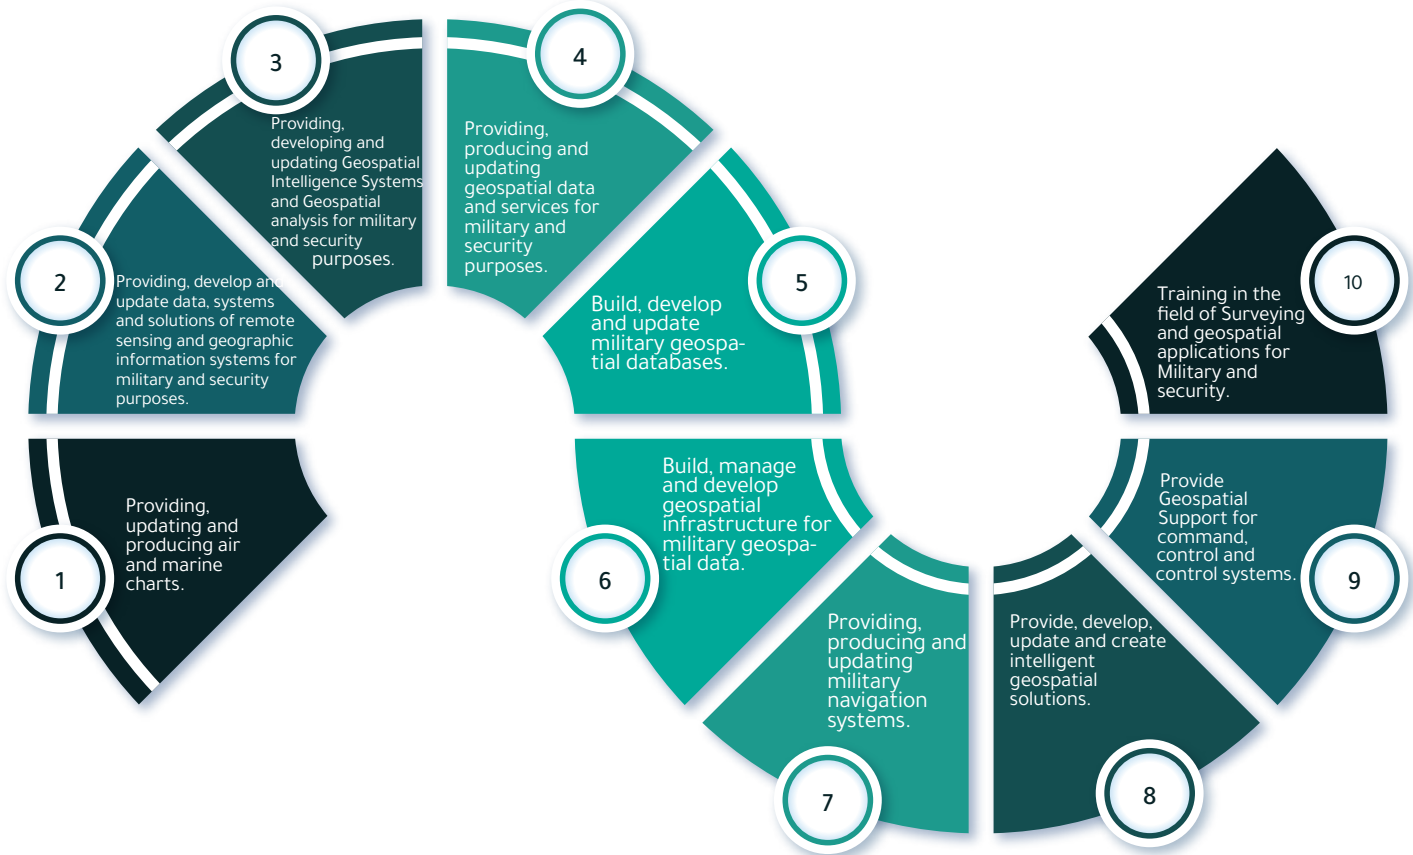 1
Providing,
updating and
producing air
and marine
charts.
2
Providing, develop and
update data, systems
and solutions of remote
sensing and geographic
information systems for
military and security
purposes.
3
Providing,
developing and
updating Geospatial
Intelligence Systems
and Geospatial
analysis for military
and security
purposes.
4
Providing,
producing and
updating
geospatial data
and services for
military and
security
purposes.
5
Build, develop
and update
military geospa-
tial databases.
6
Build, manage
and develop
geospatial
infrastructure for
military geospa-
tial data.
7
Providing,
producing and
updating
military
navigation
systems.
8
Provide, develop,
update and create
intelligent
geospatial
solutions.
9
Provide
Geospatial
Support for
command,
control and
control systems.
10
Training in the
field of Surveying
and geospatial
applications for
Military and
security.